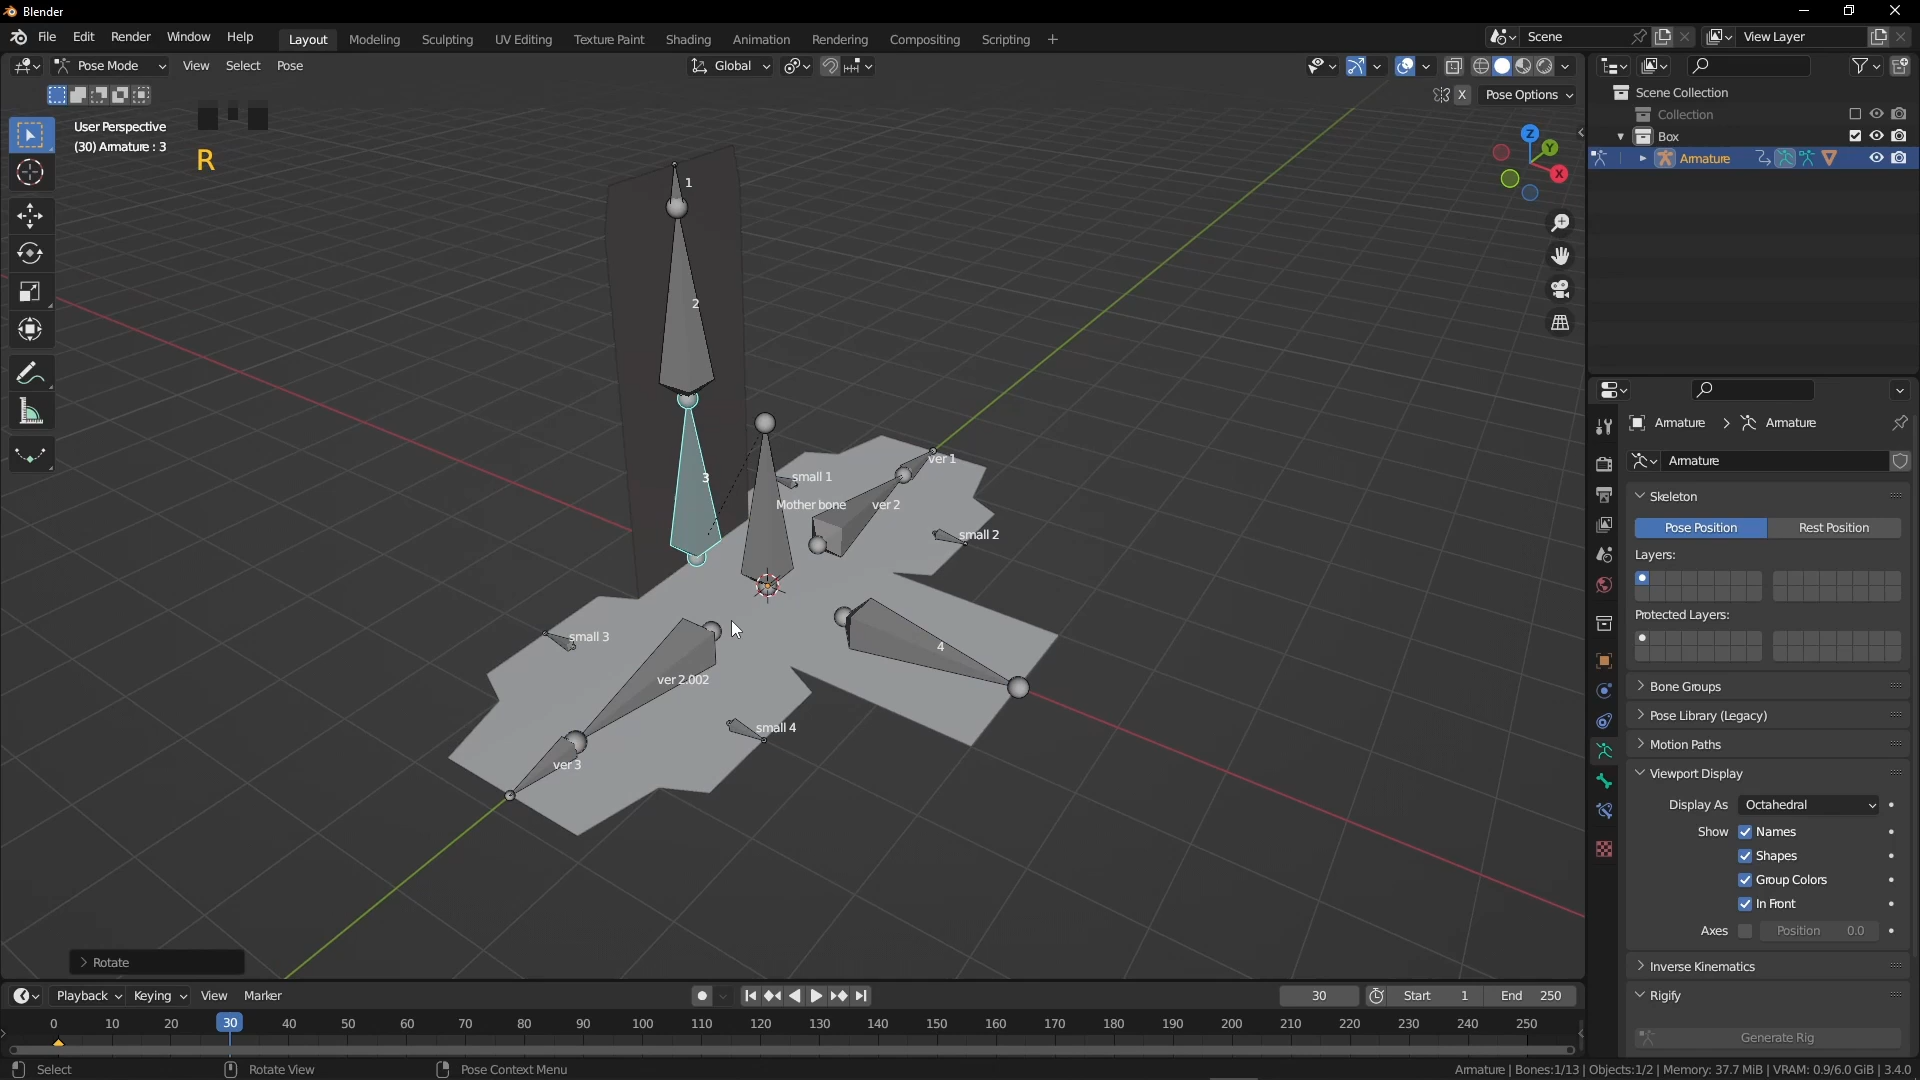 Blender
File Edit Render Window Help
Layout Modeling Sculpting UV Editing Texture Paint Shading Animation Rendering Compositing Scripting +
Scene
View Layer
Pose Mode View Select Pose
Global
X Pose Options
User Perspective
(30) Armature : 3
R
Z
Y
X
1
2
3
small 1
Mother bone
ver 1
ver 2
small 2
small 3
4
ver 2.002
small 4
ver 3
Scene Collection
Collection
Box
Armature
Armature > Armature
Armature
Skeleton
Pose Position Rest Position
Layers:
Protected Layers:
Bone Groups
Pose Library (Legacy)
Motion Paths
Viewport Display
Display As Octahedral
Show Names
Shapes
Group Colors
In Front
Axes Position 0.0
Inverse Kinematics
Rigify
Generate Rig
Rotate
Playback Keying View Marker
30 Start 1 End 250
0 10 20 30 40 50 60 70 80 90 100 110 120 130 140 150 160 170 180 190 200 210 220 230 240 250
Select Rotate View Pose Context Menu
Armature | Bones:1/13 | Objects:1/2 | Memory: 37.7 MiB | VRAM: 0.9/6.0 GiB | 3.4.0